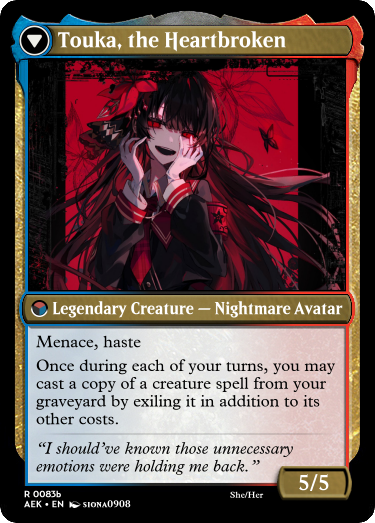 Touka, the Heartbroken
Legendary Creature — Nightmare Avatar
Menace, haste
Once during each of your turns, you may
cast a copy of a creature spell from your
graveyard by exiling it in addition to its
other costs.
“I should’ve known those unnecessary
emotions were holding me back.”
5/5
R 0083b
She/Her
AEK • EN SIONA0908